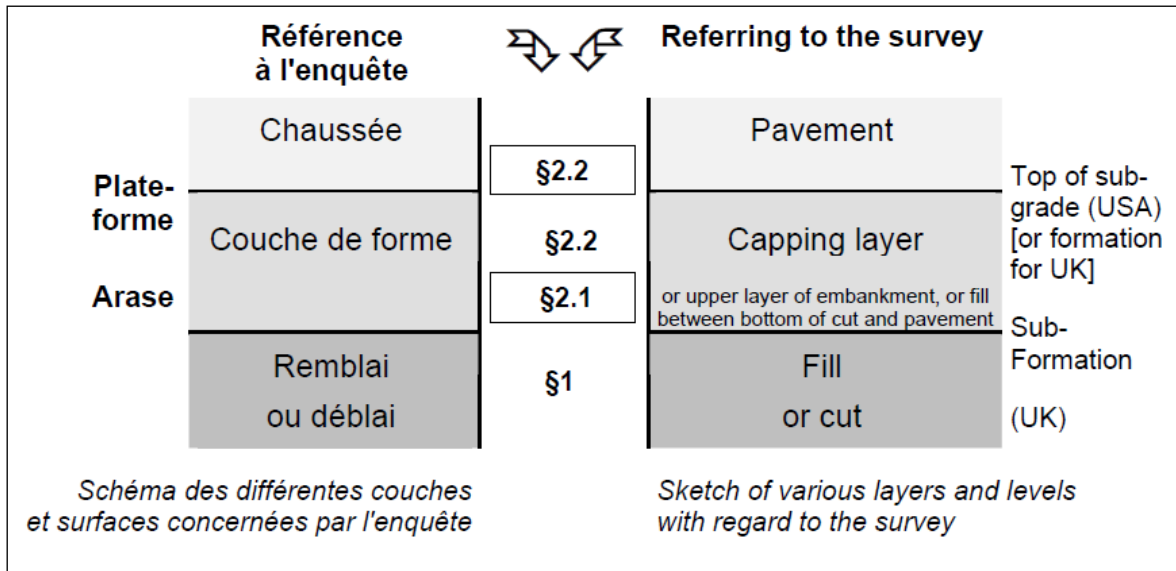 Référence
à l'enquête
Referring to the survey
Chaussée
§2.2
Pavement
Plate-
forme
Top of sub-
grade (USA)
[or formation
for UK]
Couche de forme
§2.2
Capping layer
Arase
§2.1
or upper layer of embankment, or fill
between bottom of cut and pavement
Sub-
Formation
(UK)
Remblai
ou déblai
§1
Fill
or cut
Schéma des différentes couches
et surfaces concernées par l'enquête
Sketch of various layers and levels
with regard to the survey